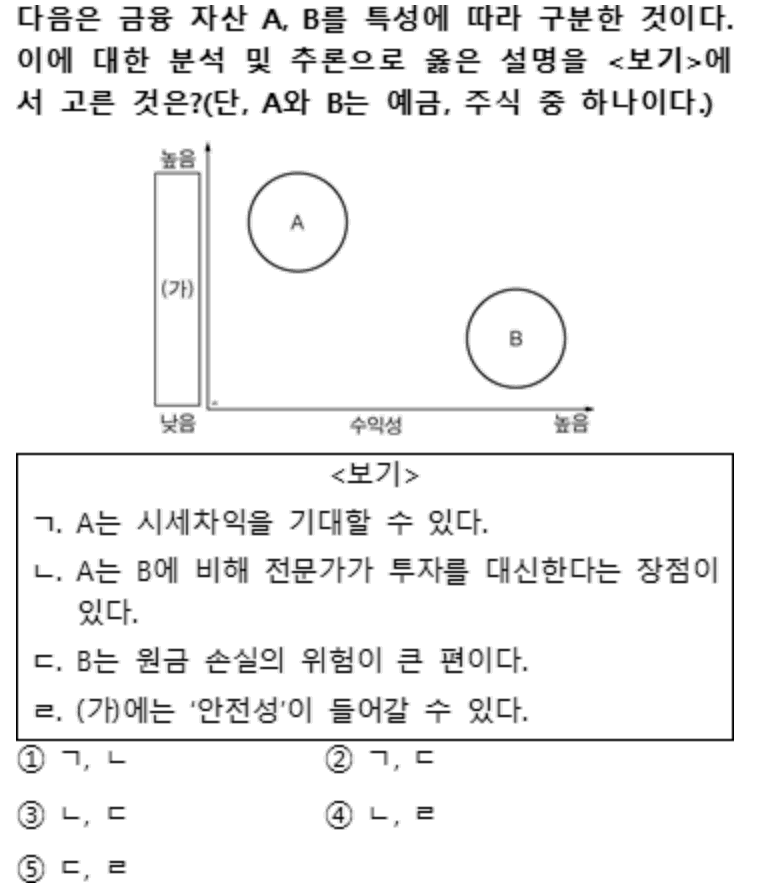 다음은 금융 자산 A, B를 특성에 따라 구분한 것이다.
이에 대한 분석 및 추론으로 옳은 설명을 <보기>에
서 고른 것은?(단, A와 B는 예금, 주식 중 하나이다.)
높음
A
(가)
B
낮음
수익성
높음
<보기>
ㄱ. A는 시세차익을 기대할 수 있다.
ㄴ. A는 B에 비해 전문가가 투자를 대신한다는 장점이
있다.
ㄷ. B는 원금 손실의 위험이 큰 편이다.
ㄹ. (가)에는 '안전성'이 들어갈 수 있다.
① ㄱ, ㄴ
② ㄱ, ㄷ
③ ㄴ, ㄷ
④ ㄴ, ㄹ
⑤ ㄷ, ㄹ